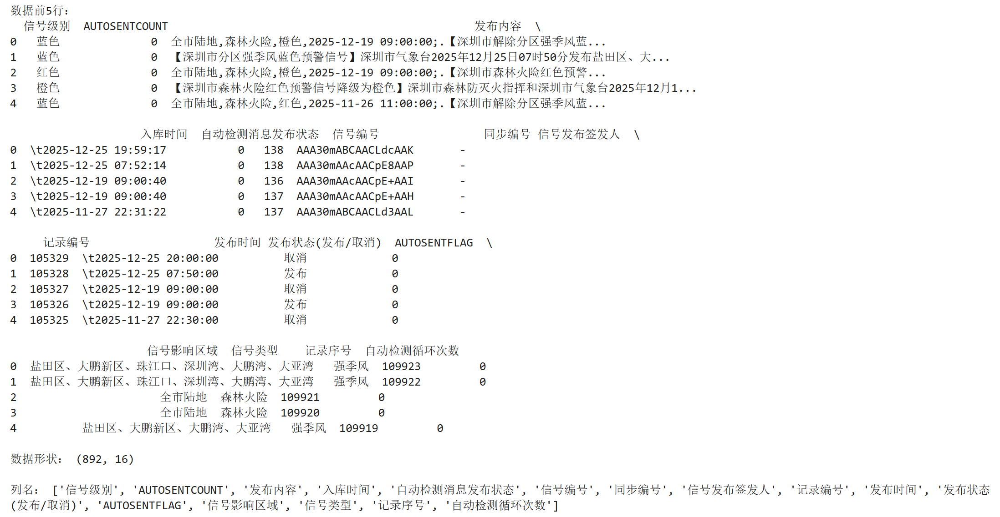 数据前5行：
信号级别 AUTOSENTCOUNT 发布内容 \
0 蓝色 0 全市陆地,森林火险,橙色,2025-12-19 09:00:00;.【深圳市解除分区强季风蓝...
1 蓝色 0 【深圳市分区强季风蓝色预警信号】深圳市气象台2025年12月25日07时50分发布盐田区、大...
2 红色 0 全市陆地,森林火险,橙色,2025-12-19 09:00:00;.【深圳市森林火险红色预警...
3 橙色 0 【深圳市森林火险红色预警信号降级为橙色】深圳市森林防灭火指挥和深圳市气象台2025年12月1...
4 蓝色 0 全市陆地,森林火险,红色,2025-11-26 11:00:00;.【深圳市解除分区强季风蓝...
入库时间 自动检测消息发布状态 信号编号 同步编号 信号发布签发人 \
0 \t2025-12-25 19:59:17 0 138 AAA30mABCAACLdcAAK -
1 \t2025-12-25 07:52:14 0 138 AAA30mAAcAACpE8AAP -
2 \t2025-12-19 09:00:40 0 136 AAA30mAAcAACpE+AAI -
3 \t2025-12-19 09:00:40 0 137 AAA30mAAcAACpE+AAH -
4 \t2025-11-27 22:31:22 0 137 AAA30mABCAACLd3AAL -
记录编号 发布时间 发布状态(发布/取消) AUTOSENTFLAG \
0 105329 \t2025-12-25 20:00:00 取消 0
1 105328 \t2025-12-25 07:50:00 发布 0
2 105327 \t2025-12-19 09:00:00 取消 0
3 105326 \t2025-12-19 09:00:00 发布 0
4 105325 \t2025-11-27 22:30:00 取消 0
信号影响区域 信号类型 记录序号 自动检测循环次数
0 盐田区、大鹏新区、珠江口、深圳湾、大鹏湾、大亚湾 强季风 109923 0
1 盐田区、大鹏新区、珠江口、深圳湾、大鹏湾、大亚湾 强季风 109922 0
2 全市陆地 森林火险 109921 0
3 全市陆地 森林火险 109920 0
4 盐田区、大鹏新区、大鹏湾、大亚湾 强季风 109919 0
数据形状： (892, 16)
列名： ['信号级别', 'AUTOSENTCOUNT', '发布内容', '入库时间', '自动检测消息发布状态', '信号编号', '同步编号', '信号发布签发人', '记录编号', '发布时间', '发布状态
(发布/取消)', 'AUTOSENTFLAG', '信号影响区域', '信号类型', '记录序号', '自动检测循环次数']